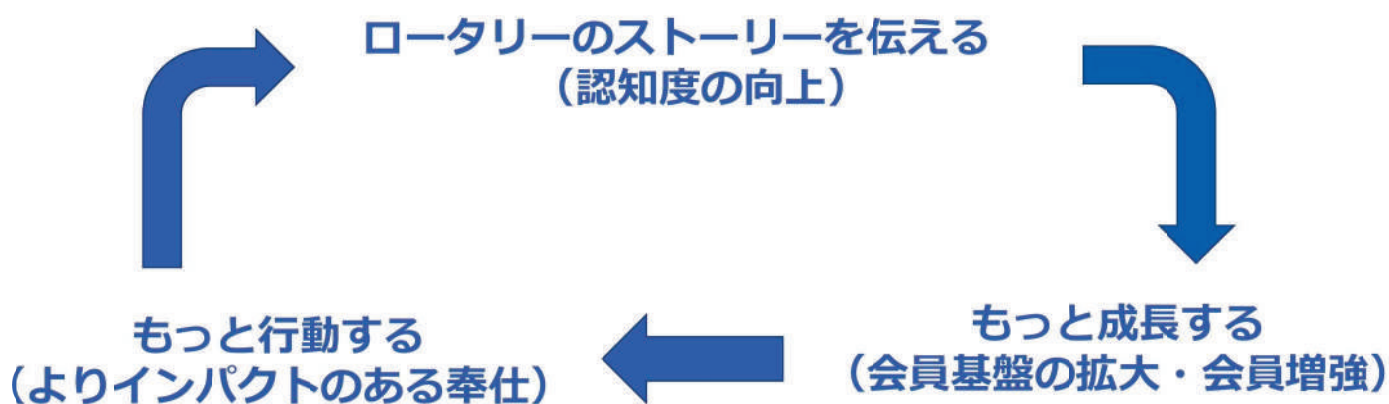 ロータリーのストーリーを伝える
（認知度の向上）
もっと成長する
（会員基盤の拡大・会員増強）
もっと行動する
（よりインパクトのある奉仕）